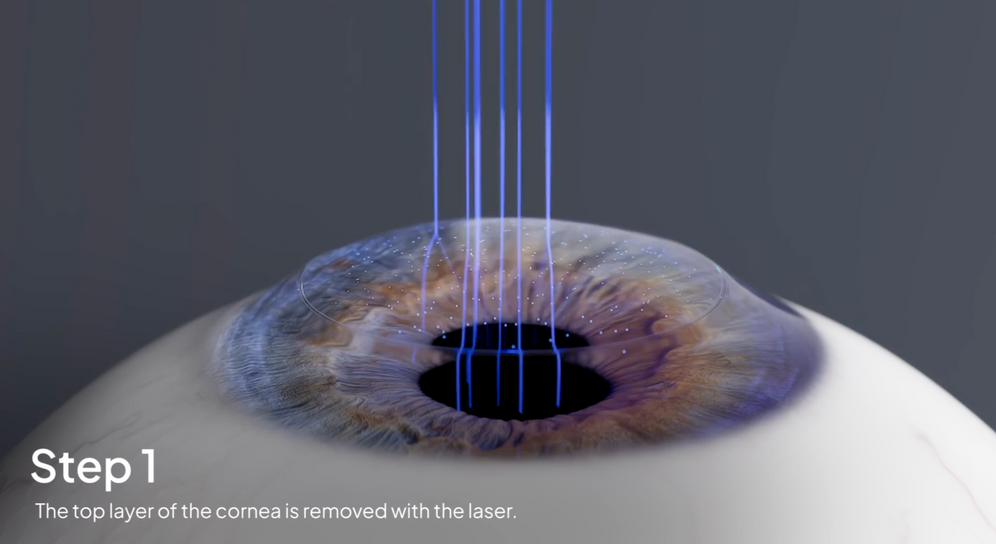 Step 1
The top layer of the cornea is removed with the laser.